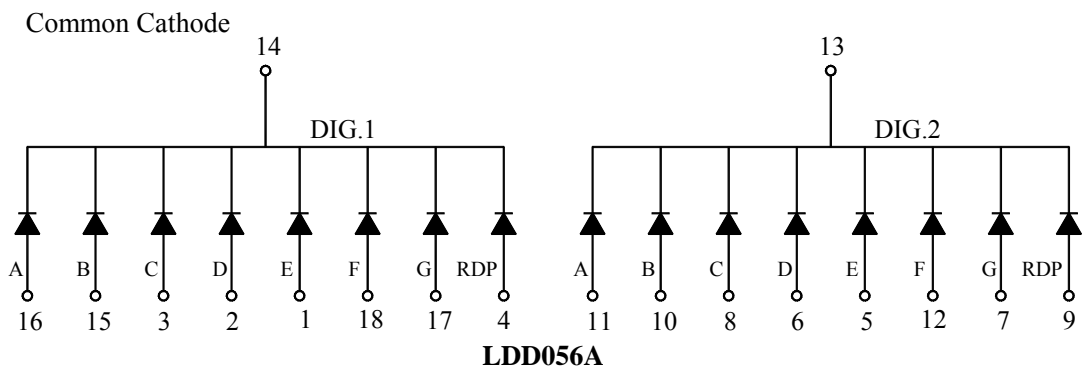 Common Cathode
14 13
DIG.1 DIG.2
A B C D E F G RDP A B C D E F G RDP
16 15 3 2 1 18 17 4 11 10 8 6 5 12 7 9
LDD056A